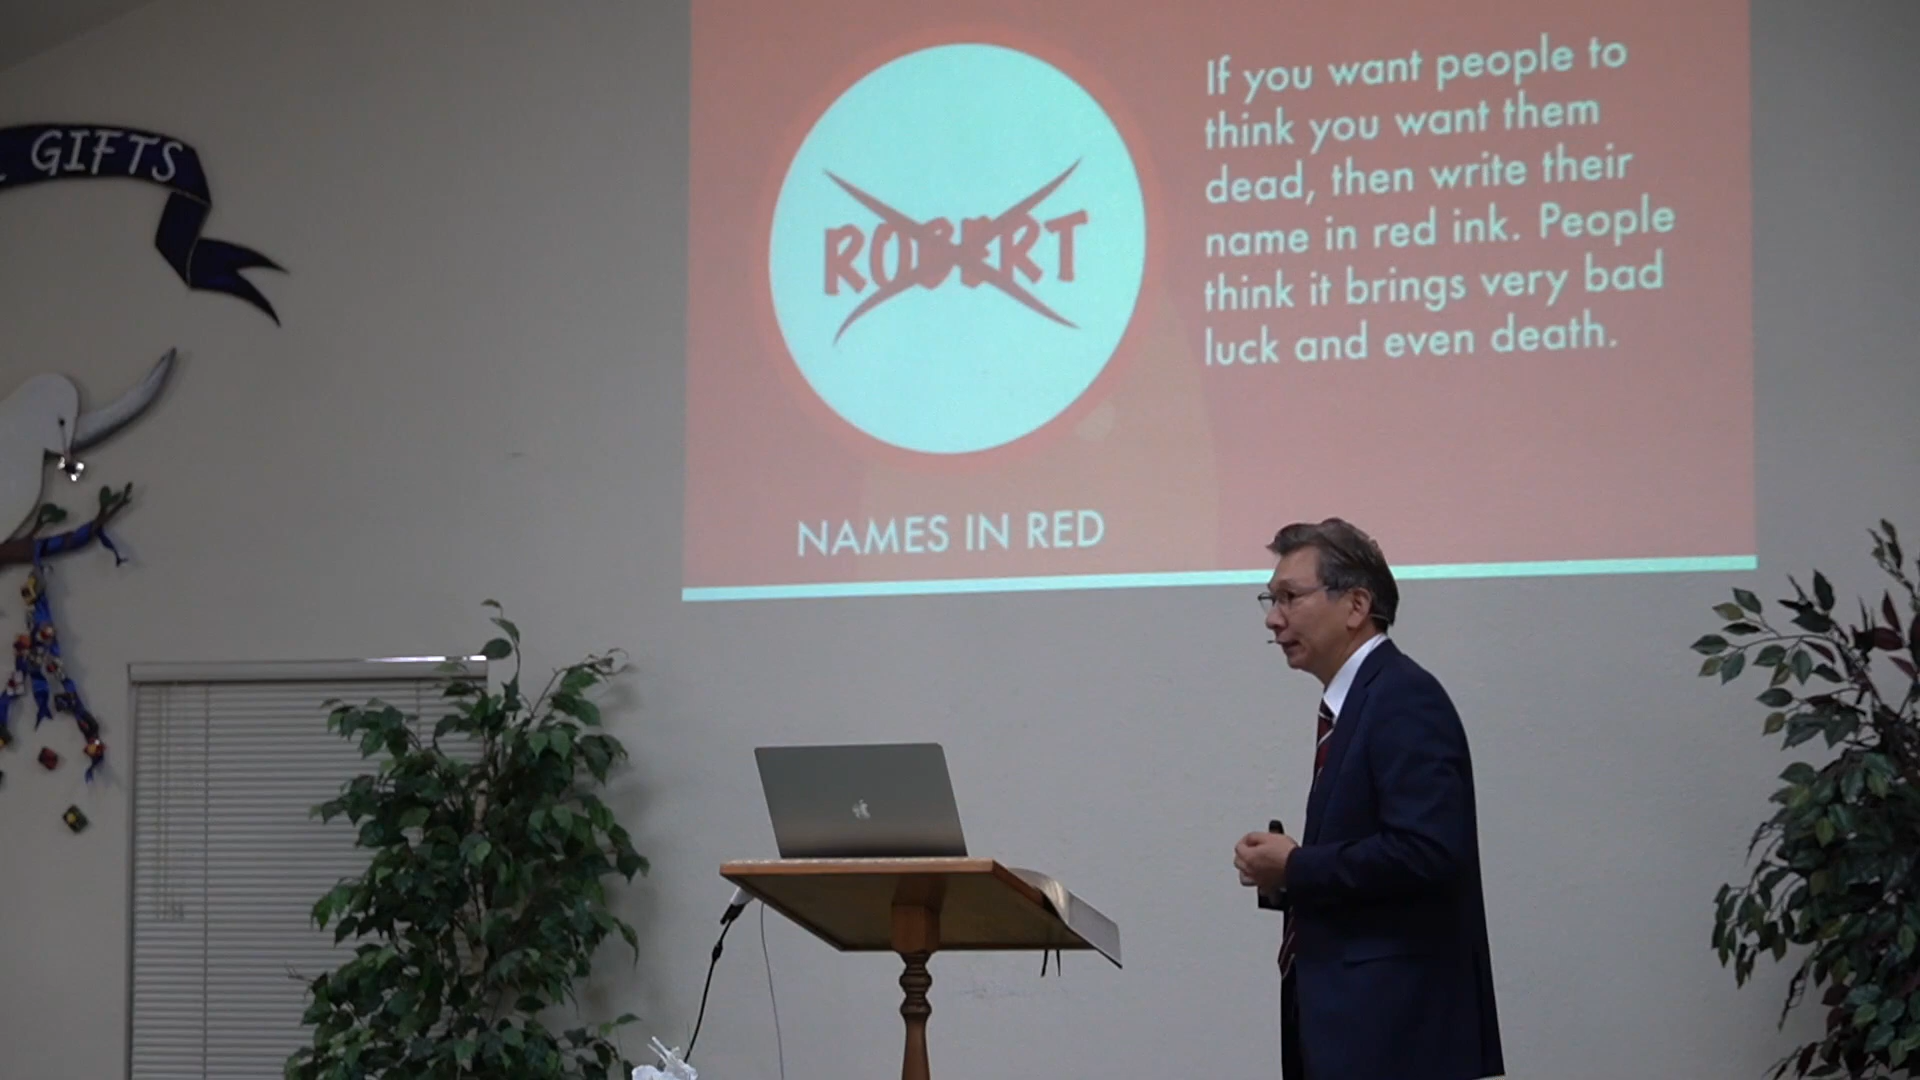 GIFTS
ROBERT
NAMES IN RED
If you want people to
think you want them
dead, then write their
name in red ink. People
think it brings very bad
luck and even death.